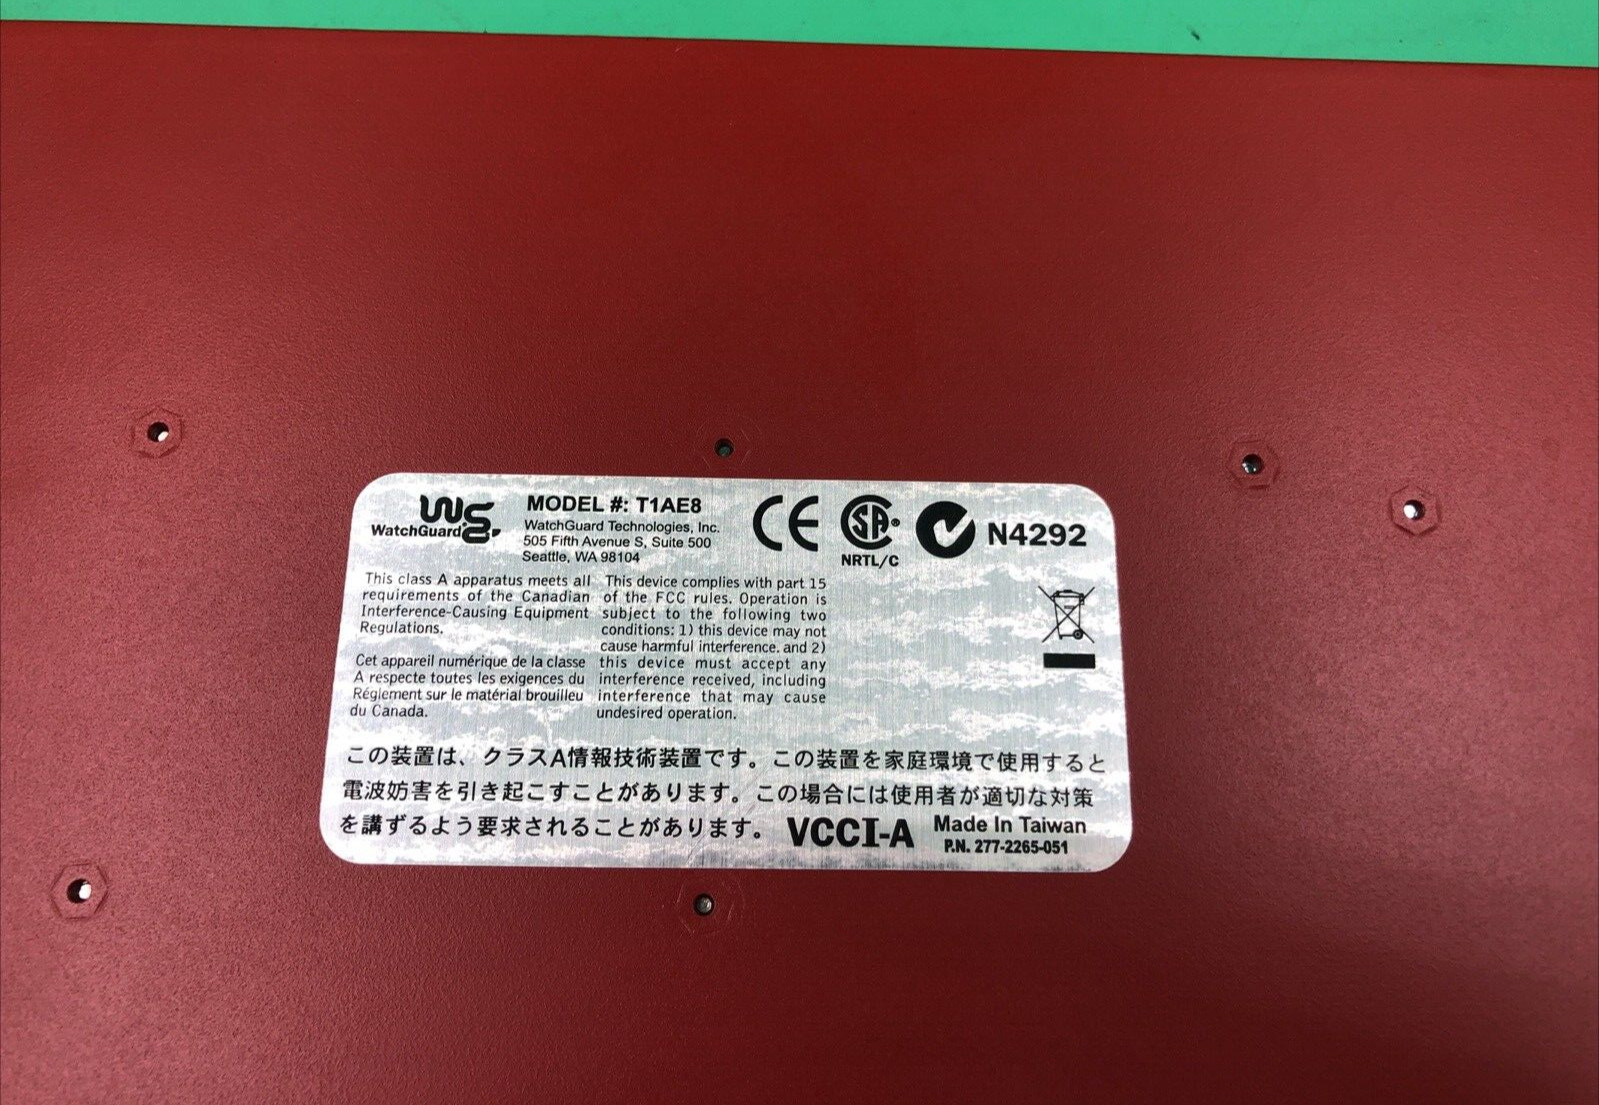 WatchGuard
MODEL #: T1AE8
WatchGuard Technologies, Inc.
505 Fifth Avenue S, Suite 500
Seattle, WA 98104
CE
SA®
NRTL/C
N4292
This class A apparatus meets all
requirements of the Canadian
Interference-Causing Equipment
Regulations.
Cet appareil numérique de la classe
A respecte toutes les exigences du
Réglement sur le matérial brouilleu
du Canada.
This device complies with part 15
of the FCC rules. Operation is
subject to the following two
conditions: 1) this device may not
cause harmful interference. and 2)
this device must accept any
interference received, including
interference that may cause
undesired operation.
この装置は、クラスA情報技術装置です。この装置を家庭環境で使用すると
電波妨害を引き起こすことがあります。この場合には使用者が適切な対策
を講ずるよう要求されることがあります。
VCCI-A
Made In Taiwan
P.N. 277-2265-051